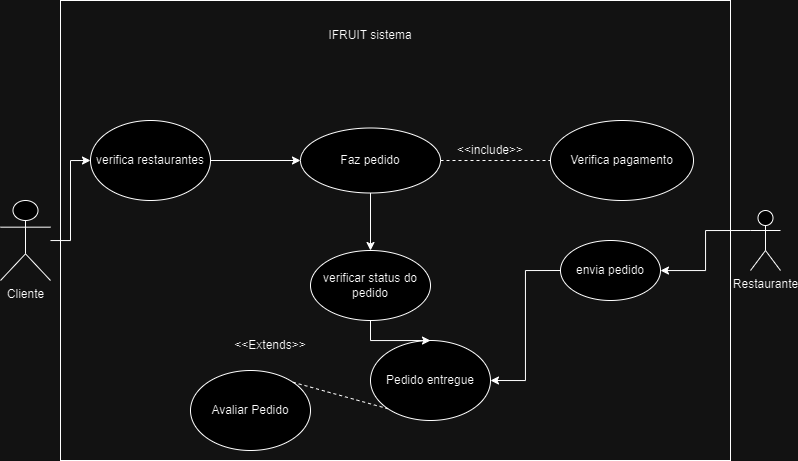 IFRUIT sistema
verifica restaurantes
Faz pedido
<<include>>
Verifica pagamento
Cliente
verificar status do
pedido
envia pedido
Restaurante
<<Extends>>
Pedido entregue
Avaliar Pedido